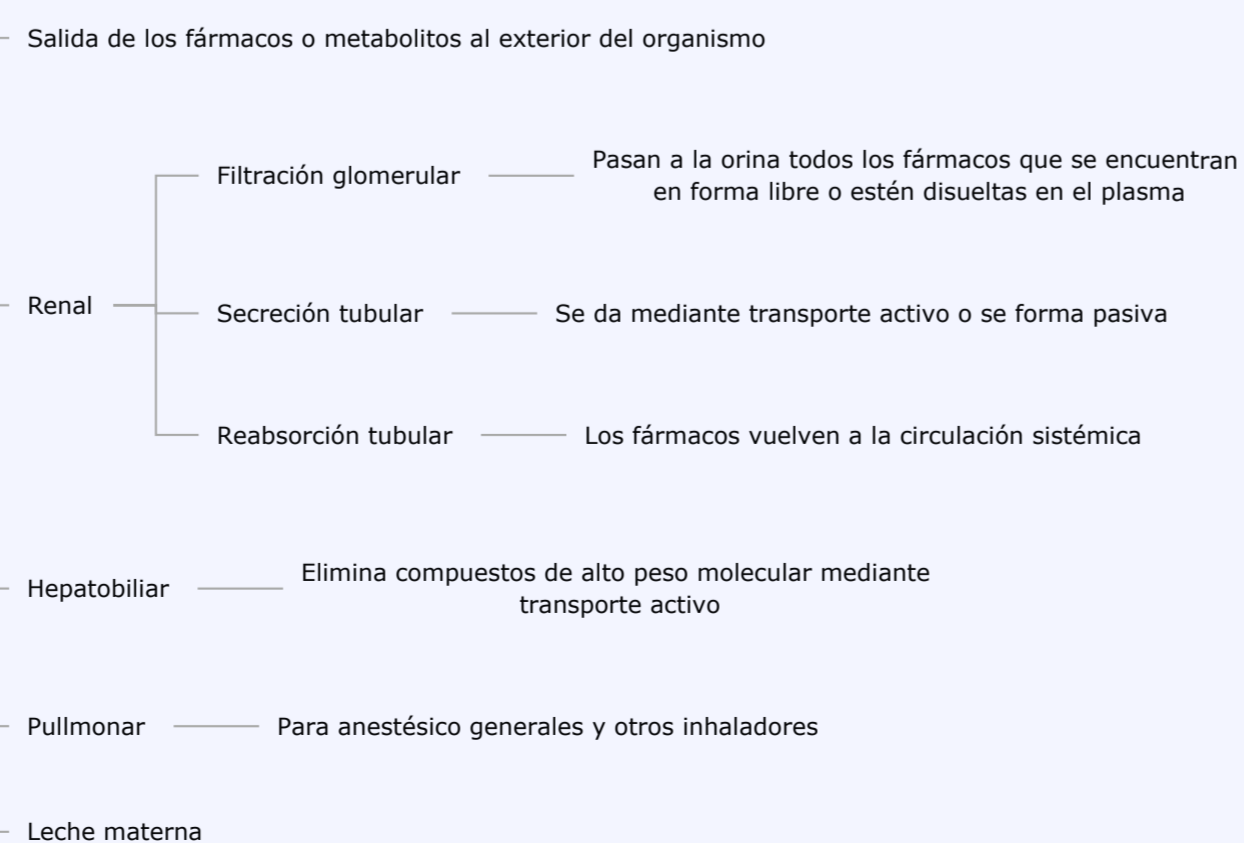 Salida de los fármacos o metabolitos al exterior del organismo
Filtración glomerular
Pasan a la orina todos los fármacos que se encuentran
en forma libre o estén disueltas en el plasma
Renal
Secreción tubular
Se da mediante transporte activo o se forma pasiva
Reabsorción tubular
Los fármacos vuelven a la circulación sistémica
Hepatobiliar
Elimina compuestos de alto peso molecular mediante
transporte activo
Pullmonar
Para anestésico generales y otros inhaladores
Leche materna